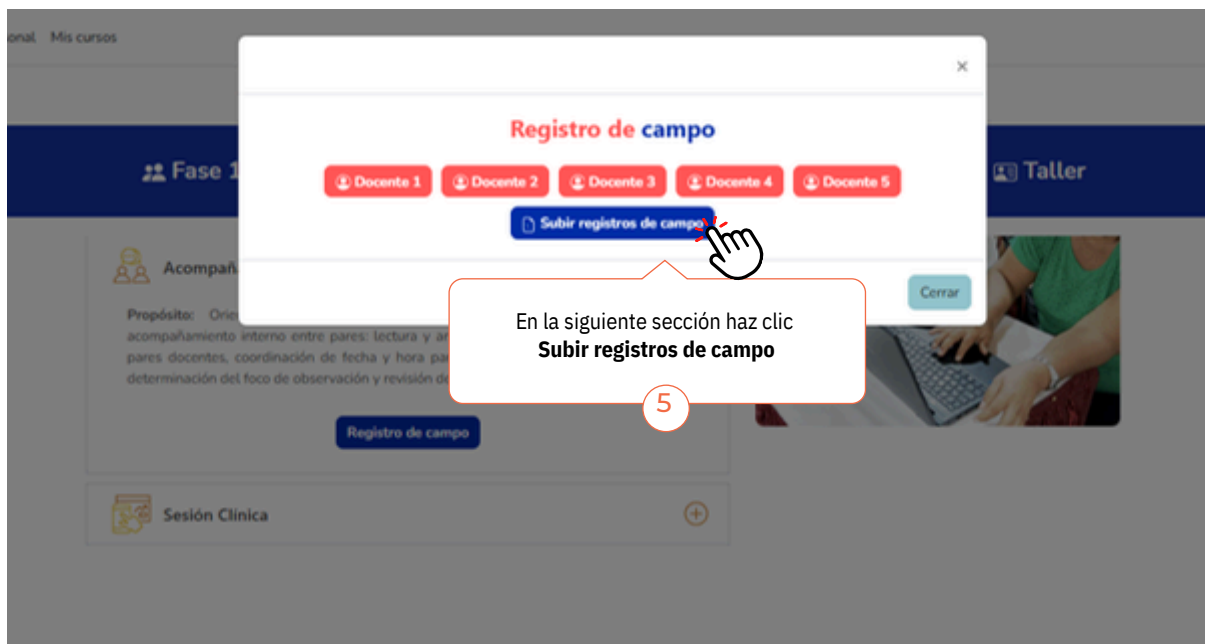 onal Mis cursos
×
Registro de campo
Fase 1
Docente 1 Docente 2 Docente 3 Docente 4 Docente 5
Taller
Subir registros de campo
Acompañ
Cerrar
Propósito: Orie
En la siguiente sección haz clic
Subir registros de campo
acompañamiento interno entre pares: lectura y an
pares docentes, coordinación de fecha y hora par
determinación del foco de observación y revisión de
5
Registro de campo
Sesión Clínica